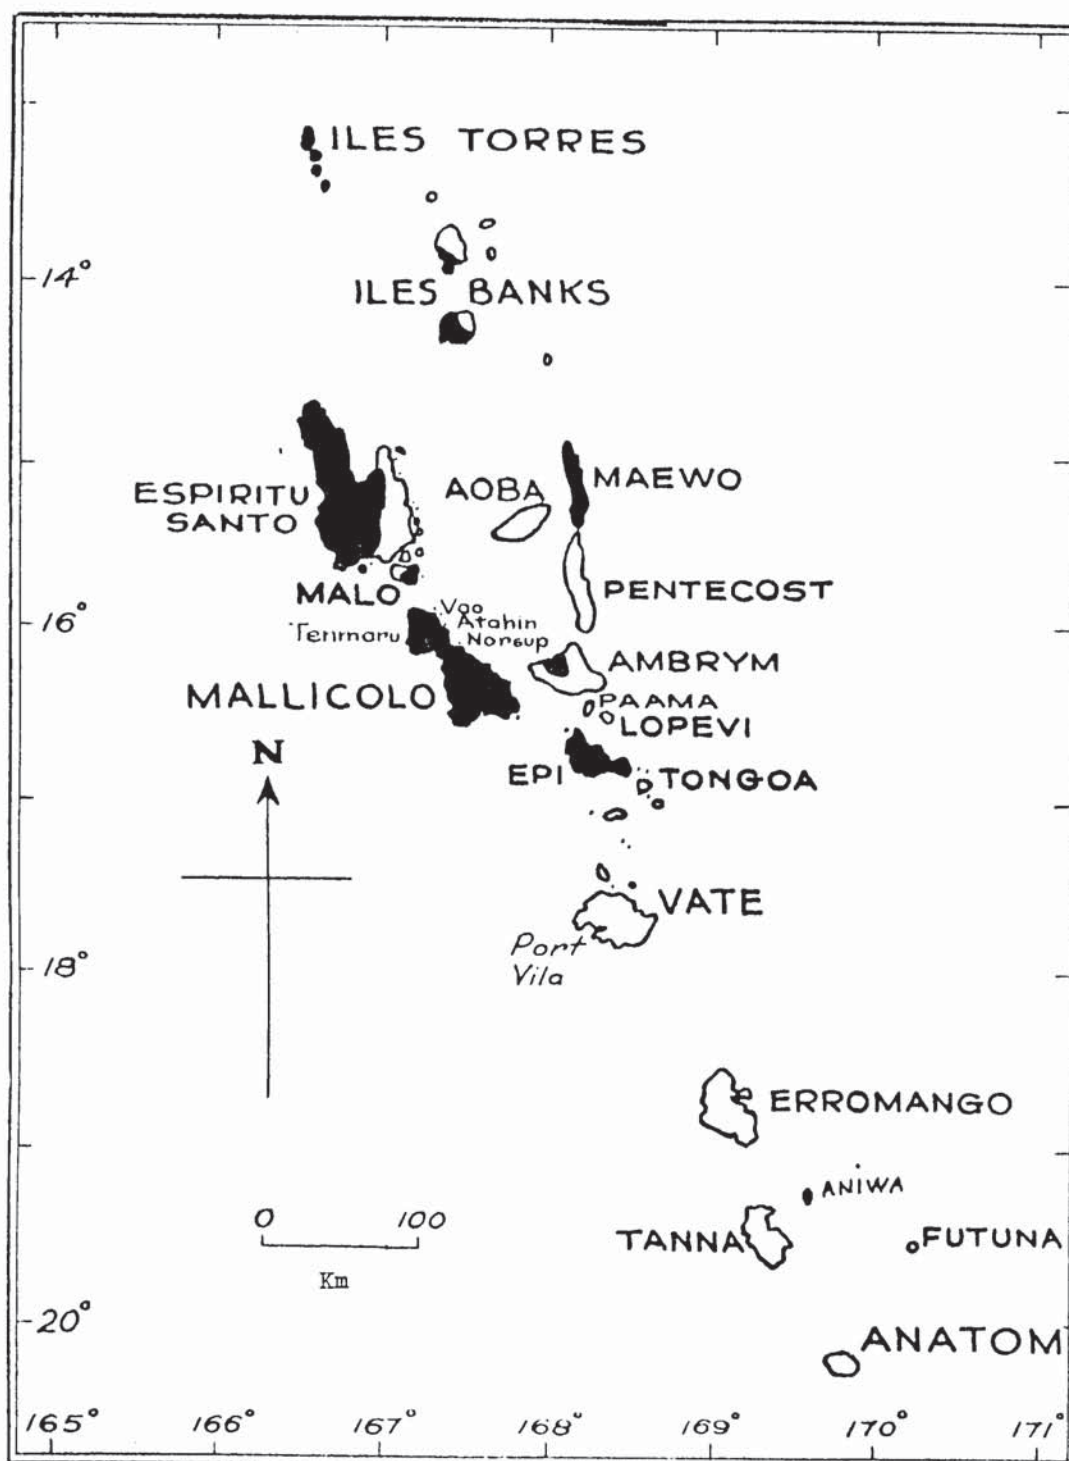 ILES TORRES
-14°
ILES BANKS
ESPIRITU
SANTO
AOBA
MAEWO
MALO
PENTECOST
Vao
Atahin
Norsup
Tenmaru
AMBRYM
MALLICOLO
PAAMA
LOPEVI
-16°
N
EPI
TONGOA
VATE
Port
Vila
-18°
ERROMANGO
ANIWA
0 100
Km
TANNA
FUTUNA
-20°
ANATOM
165° 166° 167° 168° 169° 170° 171°